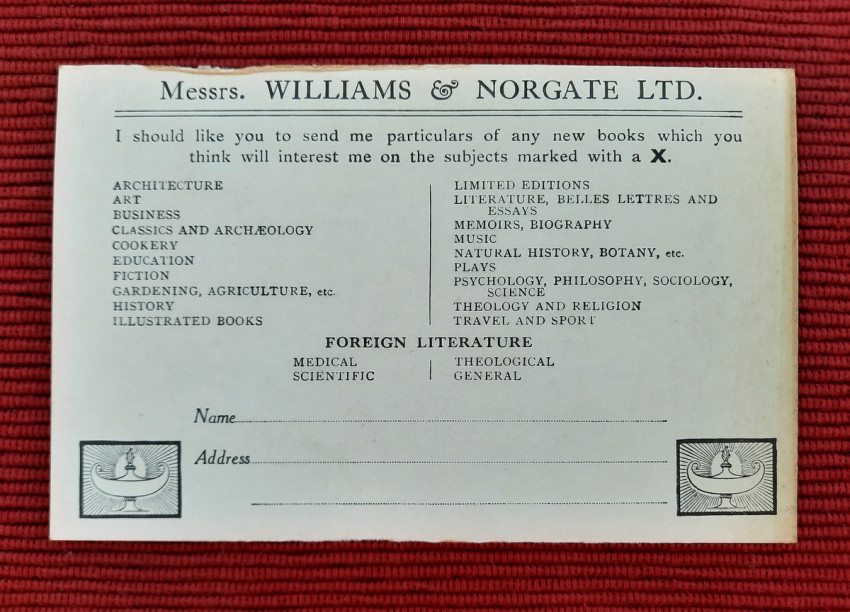 Messrs. WILLIAMS & NORGATE LTD.
I should like you to send me particulars of any new books which you
think will interest me on the subjects marked with a X.
ARCHITECTURE
ART
BUSINESS
CLASSICS AND ARCHÆOLOGY
COOKERY
EDUCATION
FICTION
GARDENING, AGRICULTURE, etc.
HISTORY
ILLUSTRATED BOOKS
LIMITED EDITIONS
LITERATURE, BELLES LETTRES AND
ESSAYS
MEMOIRS, BIOGRAPHY
MUSIC
NATURAL HISTORY, BOTANY, etc.
PLAYS
PSYCHOLOGY, PHILOSOPHY, SOCIOLOGY,
SCIENCE
THEOLOGY AND RELIGION
TRAVEL AND SPORT
FOREIGN LITERATURE
MEDICAL
SCIENTIFIC
THEOLOGICAL
GENERAL
Name
Address